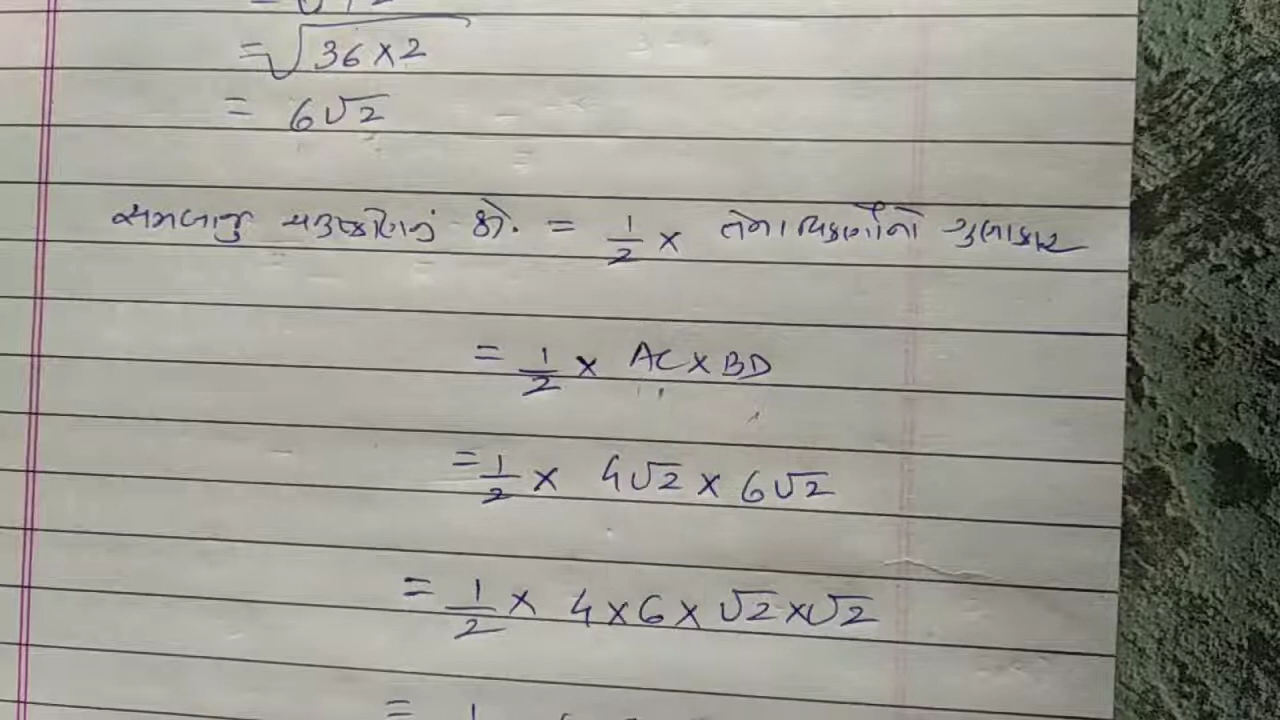 = √36 × 2
= 6√2
સમબાજુ ચતુષ્કોણનું ક્ષે. = 1/2 × તેના વિકર્ણોનો ગુણાકાર
= 1/2 × AC × BD
= 1/2 × 4√2 × 6√2
= 1/2 × 4 × 6 × √2 × √2
= 1